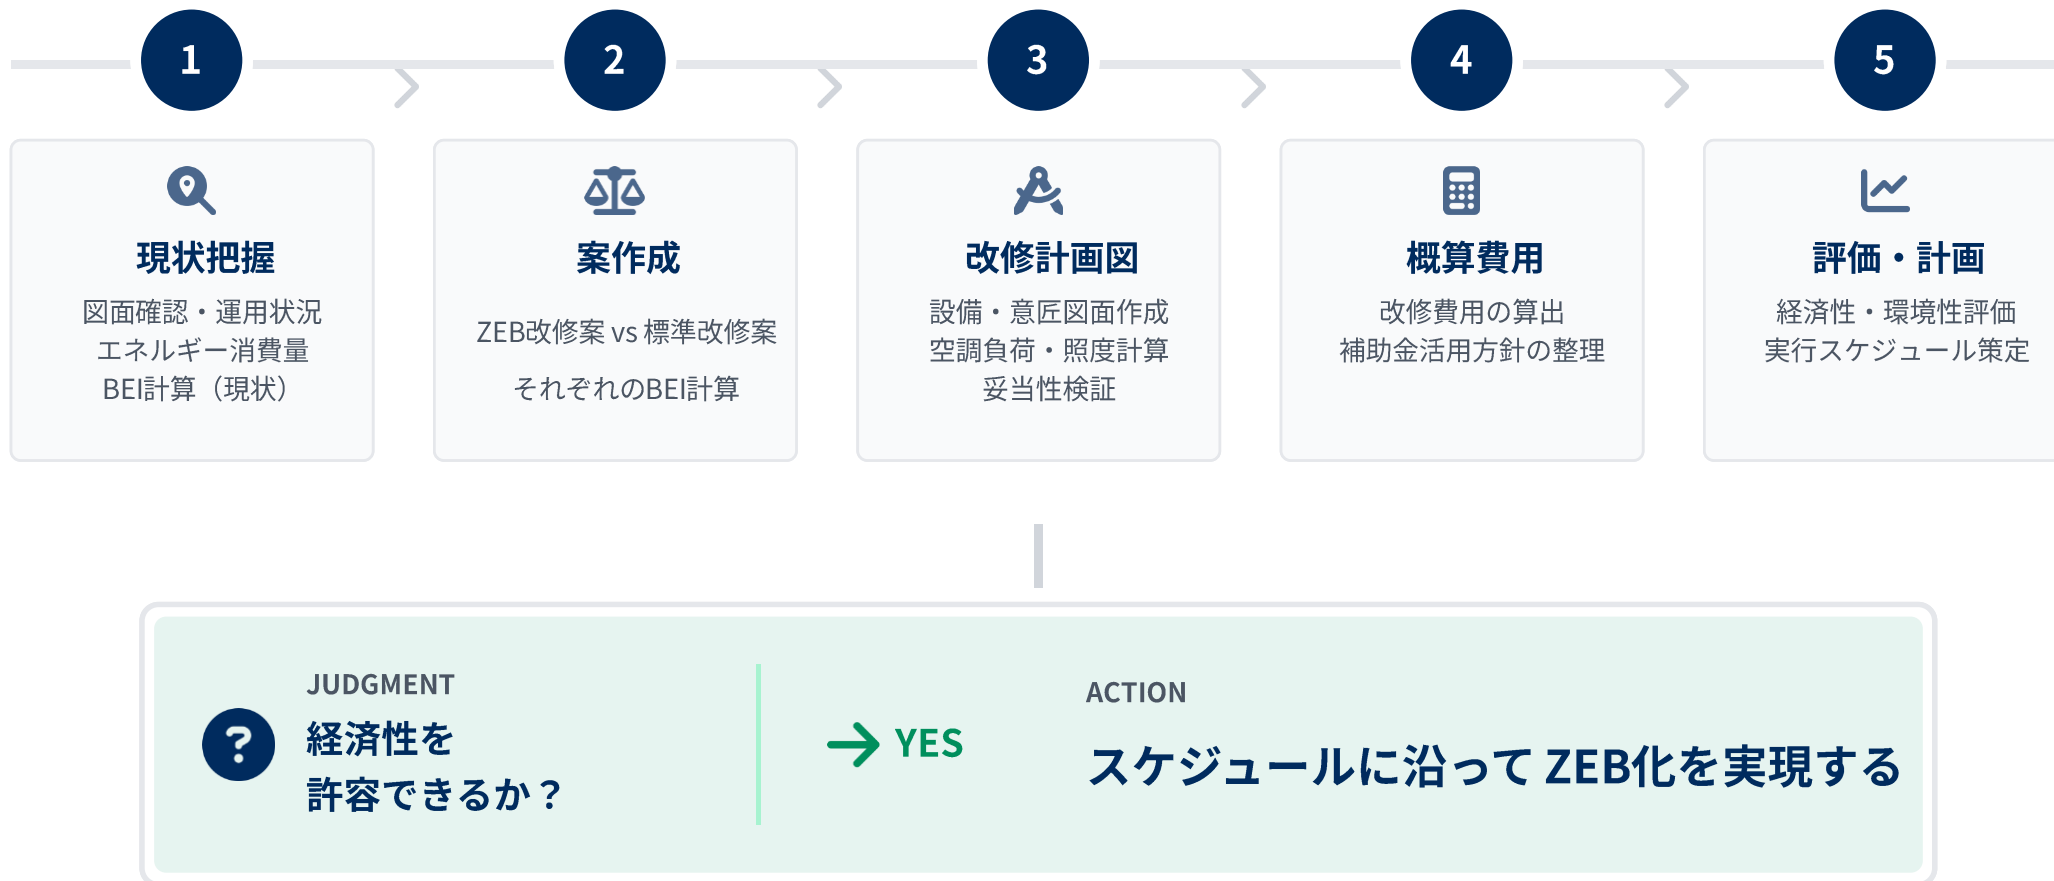 1
現状把握
図面確認・運用状況
エネルギー消費量
BEI計算（現状）
2
案作成
ZEB改修案 vs 標準改修案
それぞれのBEI計算
3
改修計画図
設備・意匠図面作成
空調負荷・照度計算
妥当性検証
4
概算費用
改修費用の算出
補助金活用方針の整理
5
評価・計画
経済性・環境性評価
実行スケジュール策定
?
JUDGMENT
経済性を
許容できるか？
YES
ACTION
スケジュールに沿って ZEB化を実現する